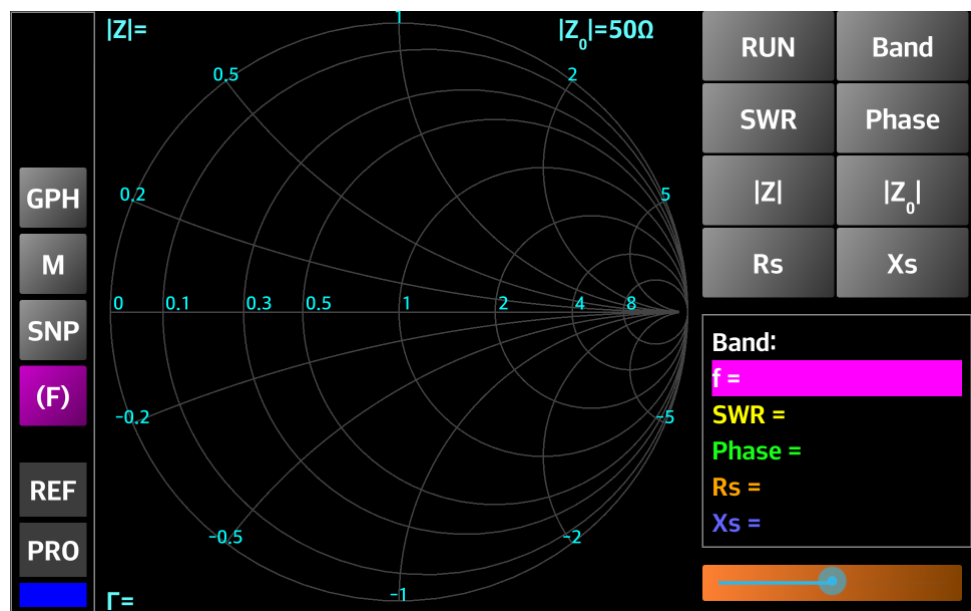 |Z|=
1
|Z0|=50Ω
0.5
2
0.2
5
0
0.1
0.3
0.5
1
2
4
8
-0.2
-5
-0.5
-2
-1
Γ=
GPH
M
SNP
(F)
REF
PRO
RUN
Band
SWR
Phase
|Z|
|Z0|
Rs
Xs
Band:
f =
SWR =
Phase =
Rs =
Xs =